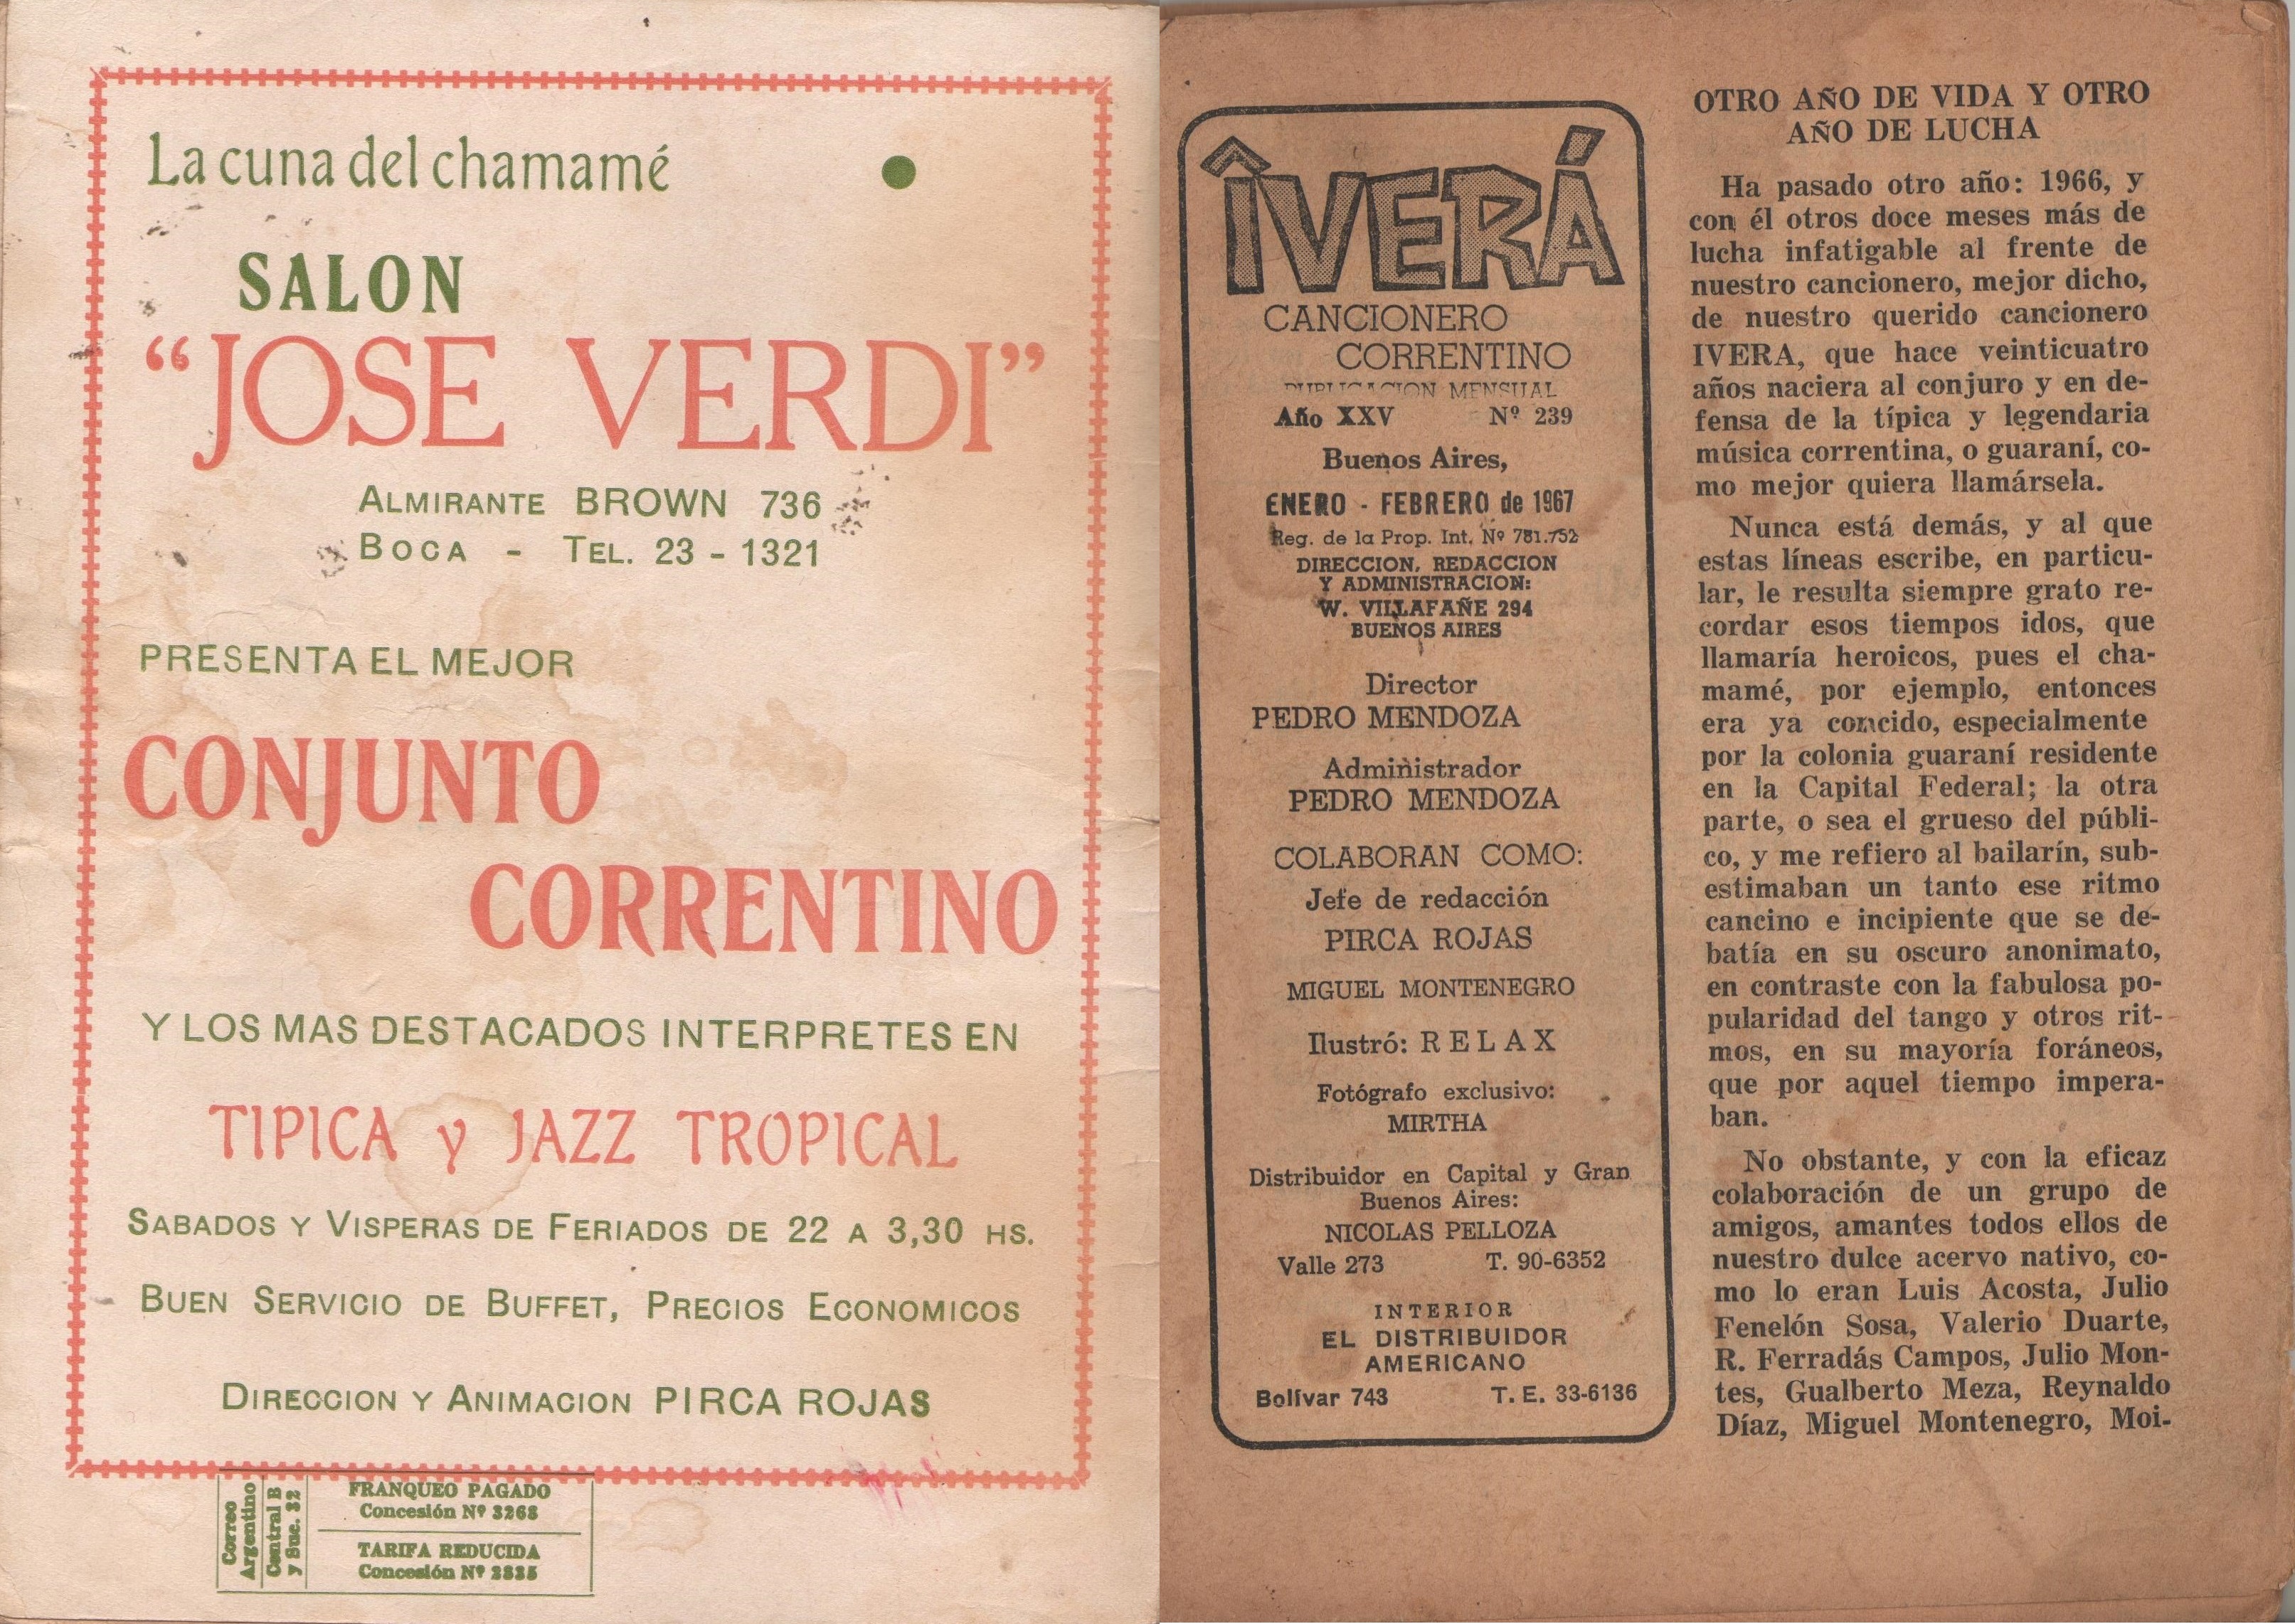 La cuna del chamamé
SALON
“JOSE VERDI”
ALMIRANTE BROWN 736
BOCA - TEL. 23 - 1321
PRESENTA EL MEJOR
CONJUNTO
CORRENTINO
Y LOS MAS DESTACADOS INTERPRETES EN
TIPICA y JAZZ TROPICAL
SABADOS Y VISPERAS DE FERIADOS DE 22 A 3,30 HS.
BUEN SERVICIO DE BUFFET, PRECIOS ECONOMICOS
DIRECCION Y ANIMACION PIRCA ROJAS
Correo
Argentino
Central B
y Suc. 32
FRANQUEO PAGADO
Concesión Nº 3268
TARIFA REDUCIDA
Concesión Nº 3835
ÎVERÁ
CANCIONERO
CORRENTINO
PUBLICACION MENSUAL
Año XXV Nº 239
Buenos Aires,
ENERO - FEBRERO de 1967
Reg. de la Prop. Int. Nº 781.752
DIRECCION, REDACCION
Y ADMINISTRACION:
W. VILLAFAÑE 294
BUENOS AIRES
Director
PEDRO MENDOZA
Administrador
PEDRO MENDOZA
COLABORAN COMO:
Jefe de redacción
PIRCA ROJAS
MIGUEL MONTENEGRO
Ilustró: RELAX
Fotógrafo exclusivo:
MIRTHA
Distribuidor en Capital y Gran
Buenos Aires:
NICOLAS PELLOZA
Valle 273 T. 90-6352
INTERIOR
EL DISTRIBUIDOR
AMERICANO
Bolívar 743 T. E. 33-6136
OTRO AÑO DE VIDA Y OTRO
AÑO DE LUCHA
Ha pasado otro año: 1966, y
con él otros doce meses más de
lucha infatigable al frente de
nuestro cancionero, mejor dicho,
de nuestro querido cancionero
IVERA, que hace veinticuatro
años naciera al conjuro y en de-
fensa de la típica y legendaria
música correntina, o guaraní, co-
mo mejor quiera llamársela.
Nunca está demás, y al que
estas líneas escribe, en particu-
lar, le resulta siempre grato re-
cordar esos tiempos idos, que
llamaría heroicos, pues el cha-
mamé, por ejemplo, entonces
era ya conocido, especialmente
por la colonia guaraní residente
en la Capital Federal; la otra
parte, o sea el grueso del públi-
co, y me refiero al bailarín, sub-
estimaban un tanto ese ritmo
cancino e incipiente que se de-
batía en su oscuro anonimato,
en contraste con la fabulosa po-
pularidad del tango y otros rit-
mos, en su mayoría foráneos,
que por aquel tiempo impera-
ban.
No obstante, y con la eficaz
colaboración de un grupo de
amigos, amantes todos ellos de
nuestro dulce acervo nativo, co-
mo lo eran Luis Acosta, Julio
Fenelón Sosa, Valerio Duarte,
R. Ferradás Campos, Julio Mon-
tes, Gualberto Meza, Reynaldo
Díaz, Miguel Montenegro, Moi-